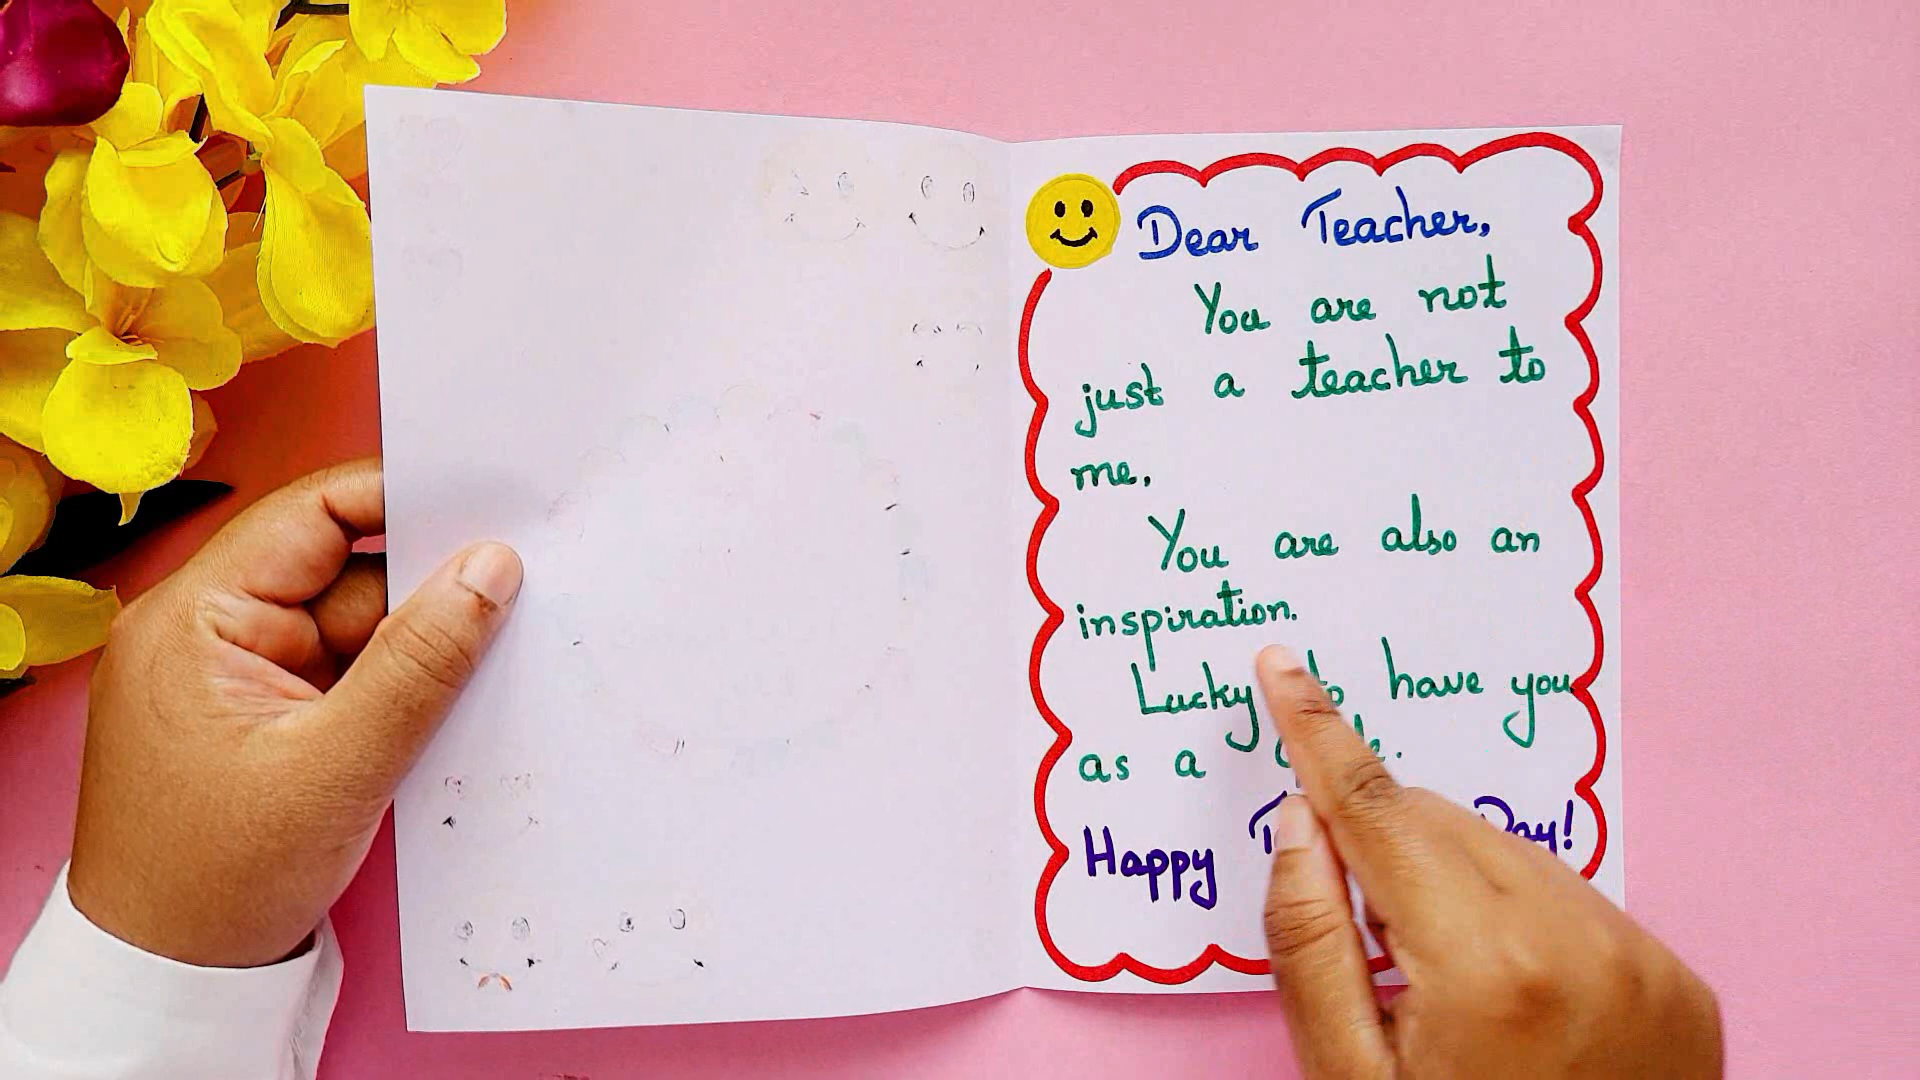 Dear Teacher,
You are not
just a teacher to
me.
You are also an
inspiration.
Lucky to have you
as a
Happy Day!